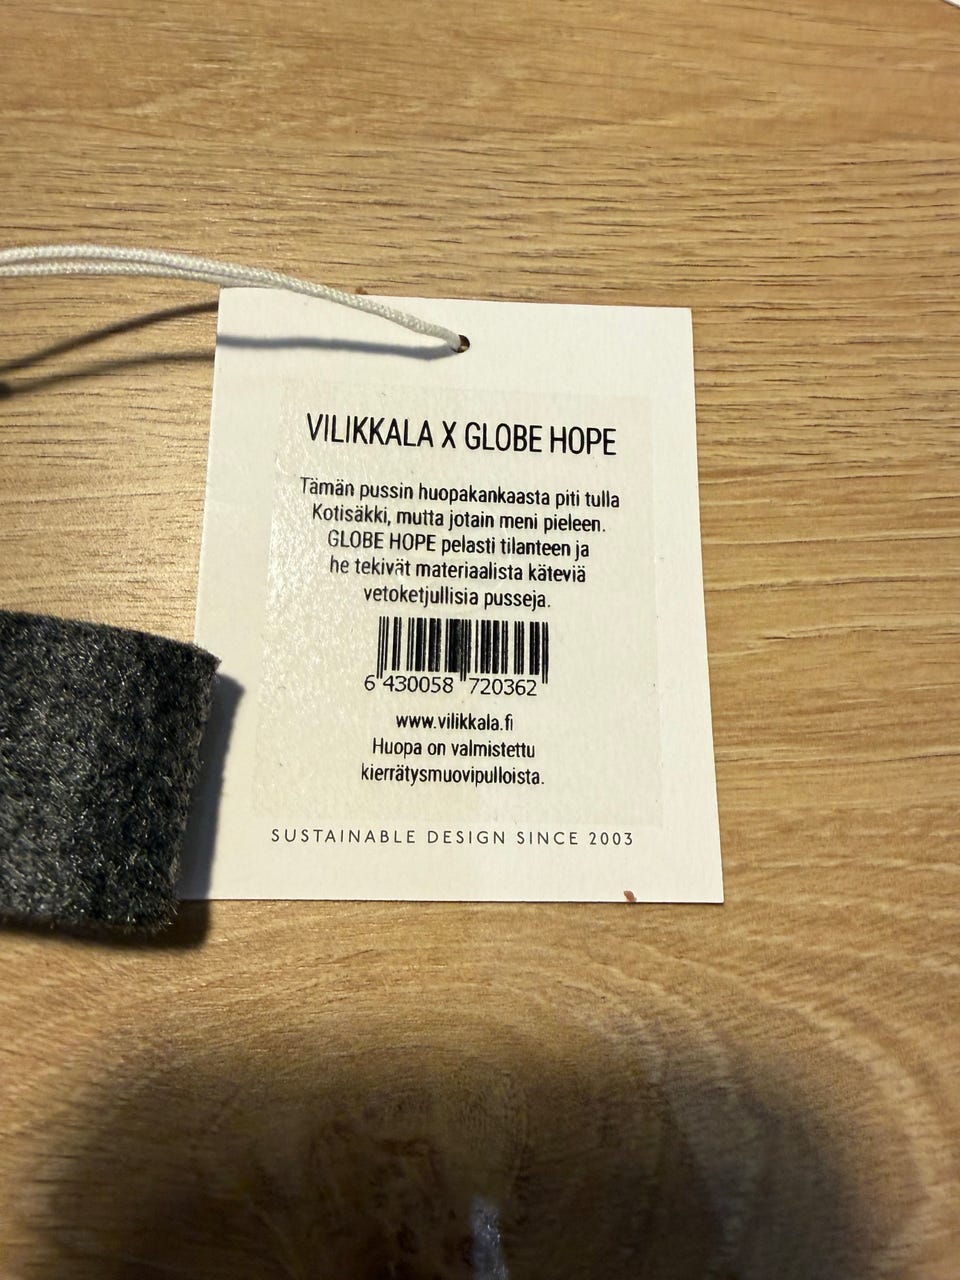 VILIKKALA X GLOBE HOPE
Tämän pussin huopakankaasta piti tulla
Kotisäkki, mutta jotain meni pieleen.
GLOBE HOPE pelasti tilanteen ja
he tekivät materiaalista käteviä
vetoketjullisia pusseja.
6 430058 720362
www.vilikkala.fi
Huopa on valmistettu
kierrätysmuovipulloista.
SUSTAINABLE DESIGN SINCE 2003